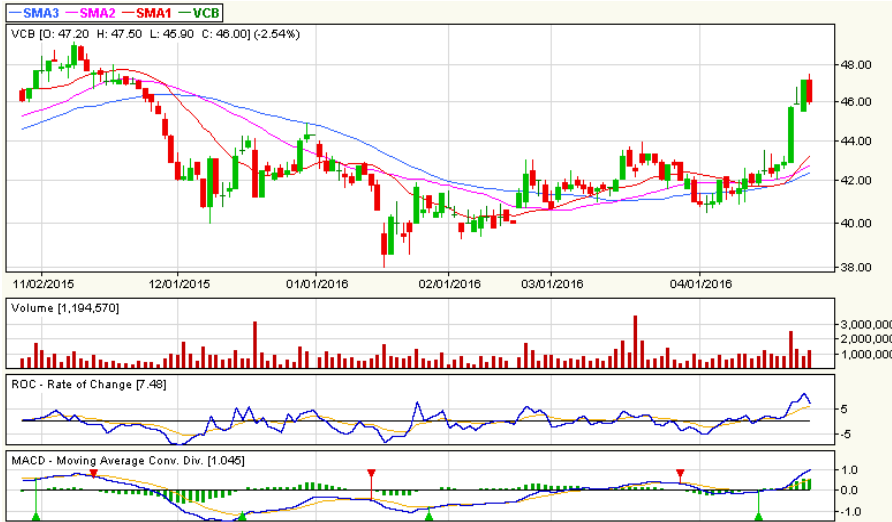 SMA3 SMA2 SMA1 VCB
VCB [O: 47.20 H: 47.50 L: 45.90 C: 46.00] (-2.54%)
48.00
46.00
44.00
42.00
40.00
38.00
11/02/2015 12/01/2015 01/01/2016 02/01/2016 03/01/2016 04/01/2016
Volume [1,194,570]
3,000,000
2,000,000
1,000,000
ROC - Rate of Change [7.48]
5
-5
MACD - Moving Average Conv. Div. [1.045]
1.0
0.0
-1.0